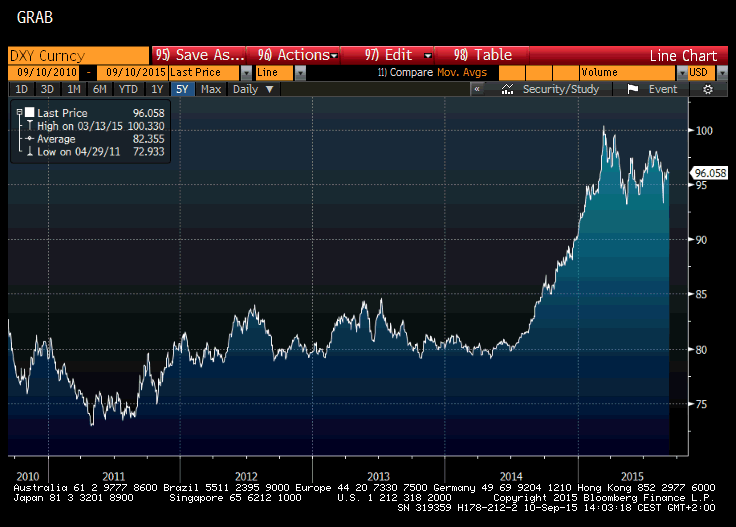 GRAB
DXY Curncy 95) Save As... 96) Actions 97) Edit 98) Table Line Chart
09/10/2010 - 09/10/2015 Last Price Line 11) Compare Mov. Avgs Volume USD
1D 3D 1M 6M YTD 1Y 5Y Max Daily « Security/Study Event
Last Price 96.058
High on 03/13/15 100.330
Average 82.355
Low on 04/29/11 72.933
100
96.058
95
90
85
80
75
2010 2011 2012 2013 2014 2015
Australia 61 2 9777 8600 Brazil 5511 2395 9000 Europe 44 20 7330 7500 Germany 49 69 9204 1210 Hong Kong 852 2977 6000
Japan 81 3 3201 8900 Singapore 65 6212 1000 U.S. 1 212 318 2000 Copyright 2015 Bloomberg Finance L.P.
SN 319359 H178-212-2 10-Sep-15 14:03:18 CEST GMT+2:00